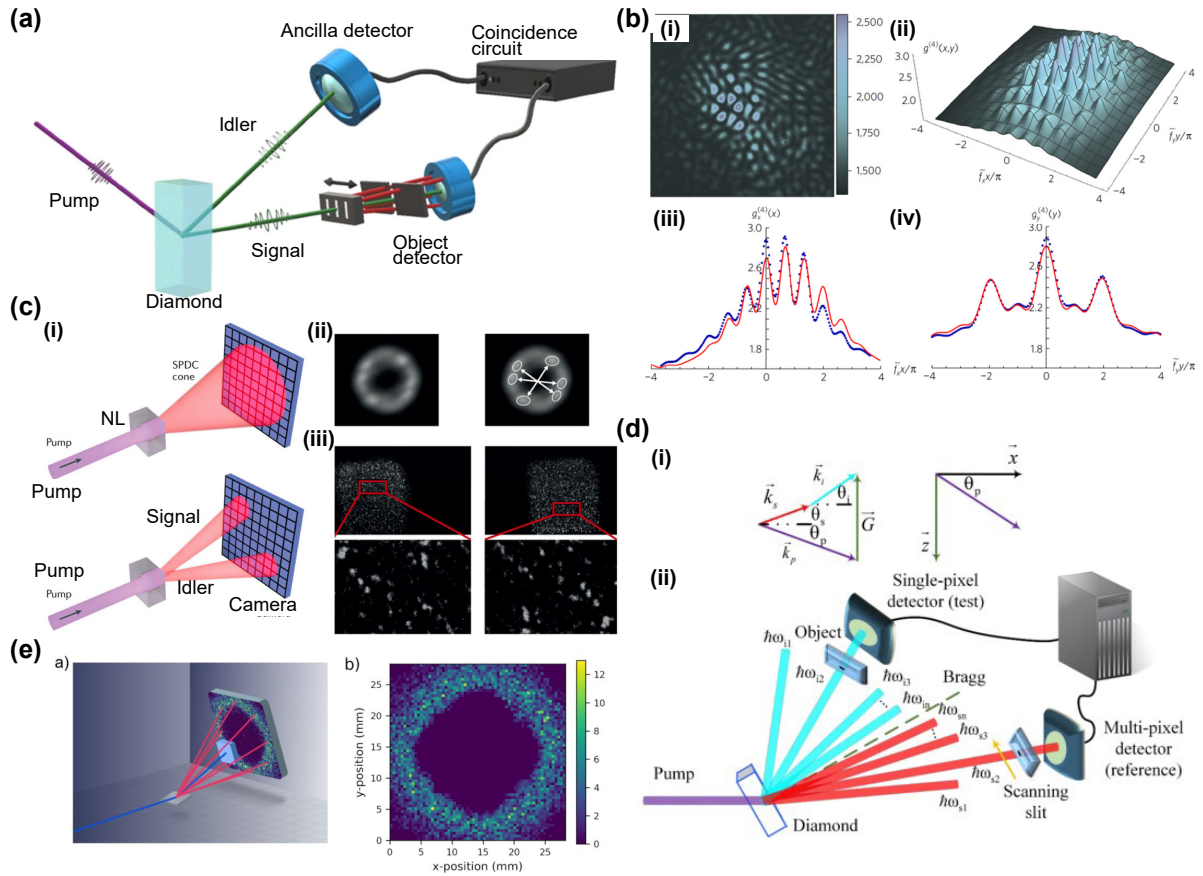 (a)
Ancilla detector
Coincidence
circuit
Idler
Pump
Signal
Object
detector
Diamond
(b)
(i)
2,500
2,250
2,000
1,750
1,500
(ii)
g⁽⁴⁾(x,y)
3.0
2.5
2.0
−4
−2
0
2
4
f̃ₓx/π
4
2
0
−2
−4
f̃ᵧy/π
(iii)
gₓ⁽⁴⁾(x)
3.0
2.6
2.2
1.8
−4
−2
0
2
4
f̃ₓx/π
(iv)
gᵧ⁽⁴⁾(y)
3.0
2.6
2.2
1.8
−4
−2
0
2
4
f̃ᵧy/π
(c)
(i)
SPDC
cone
NL
Pump
Pump
Signal
Pump
Pump
Idler
Camera
(ii)
(iii)
(d)
(i)
k⃗ᵢ
k⃗ₛ
θᵢ
θₛ
θₚ
G⃗
k⃗ₚ
x⃗
θₚ
z⃗
(ii)
Single-pixel
detector (test)
Object
ħωᵢ₁
ħωᵢ₂
ħωᵢ₃
ħωᵢₙ
Bragg
ħωₛₙ
ħωₛ₃
ħωₛ₂
ħωₛ₁
Multi-pixel
detector
(reference)
Scanning
slit
Pump
Diamond
(e)
a)
b)
y-position (mm)
25
20
15
10
5
0
0
5
10
15
20
25
x-position (mm)
12
10
8
6
4
2
0